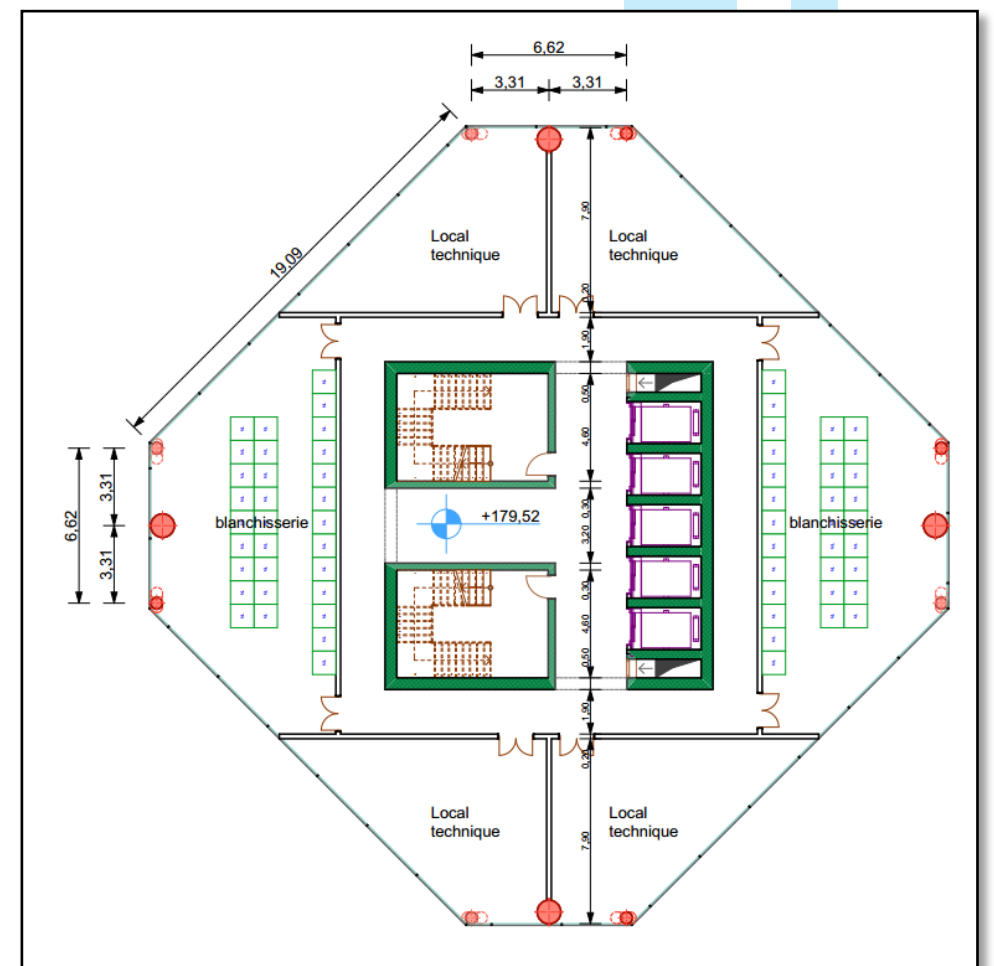 6,62
3,31 3,31
7,90
19,09
Local
technique
Local
technique
0,20
1,90
0,50
4,60
0,30
+179,52
3,20
blanchisserie
blanchisserie
3,31
6,62
3,31
0,30
4,60
0,50
1,90
0,20
Local
technique
Local
technique
7,90